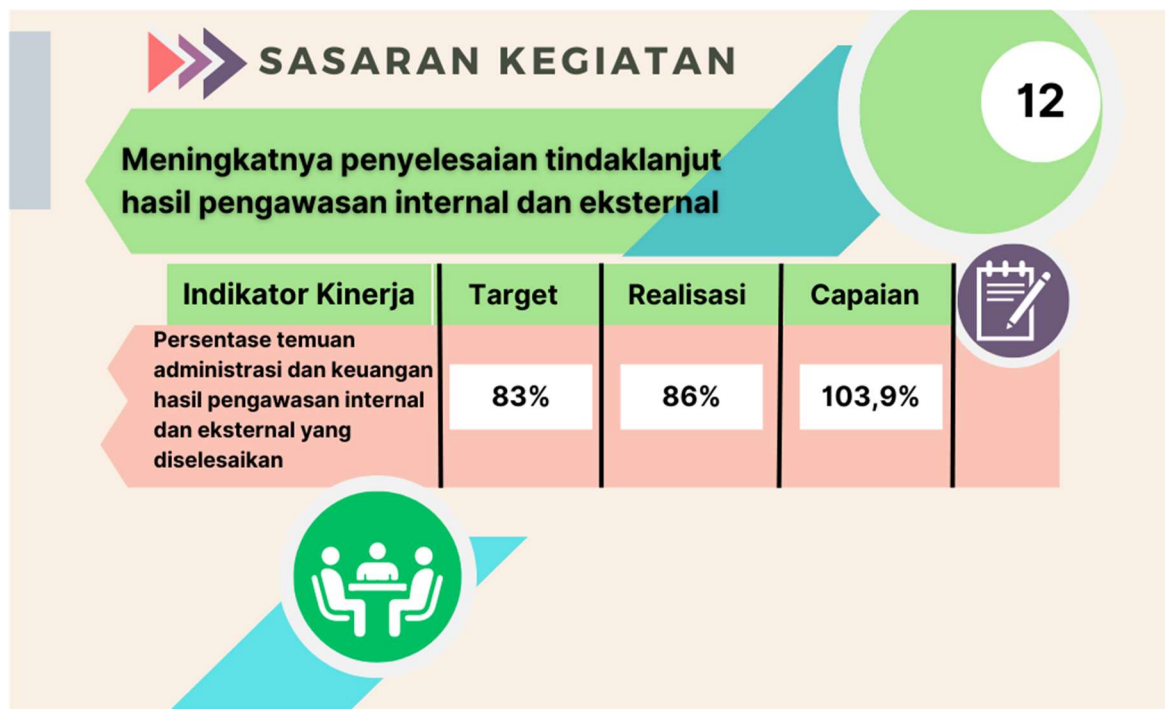 SASARAN KEGIATAN
12
Meningkatnya penyelesaian tindaklanjut
hasil pengawasan internal dan eksternal
Indikator Kinerja Target Realisasi Capaian
Persentase temuan
administrasi dan keuangan
hasil pengawasan internal
dan eksternal yang
diselesaikan
83% 86% 103,9%